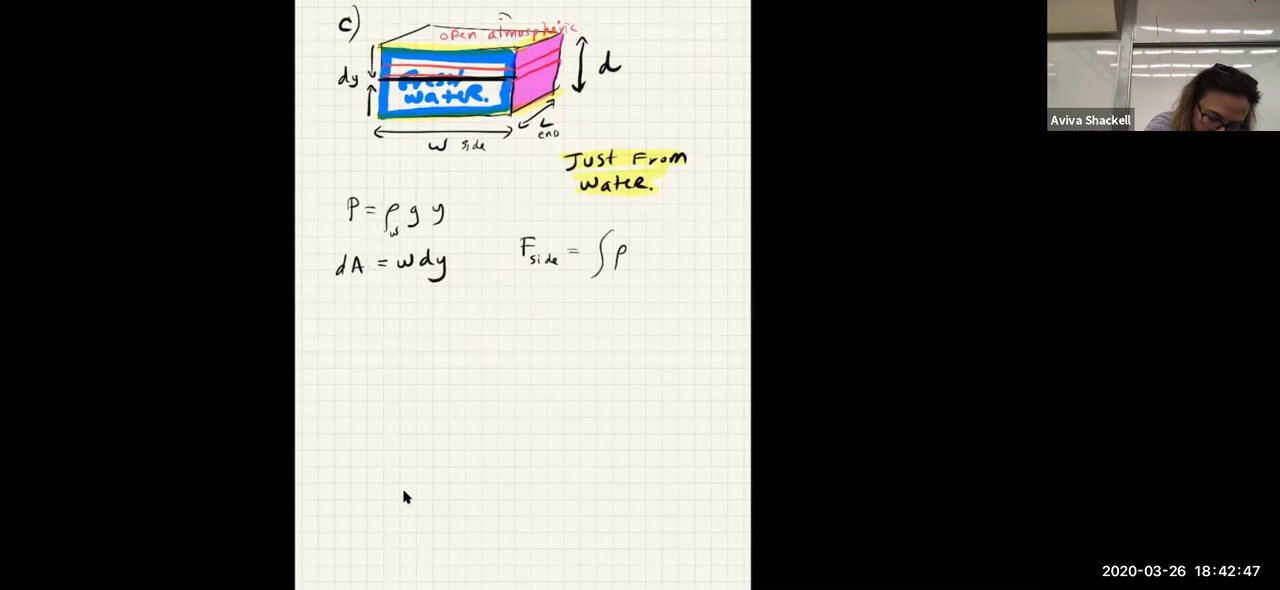 c)
open atmospheric
dy
Fresh
water.
d
w side
L
END
Just From
water.
P = ρw g y
dA = w dy
Fside = ∫ρ
Aviva Shackell
2020-03-26 18:42:47